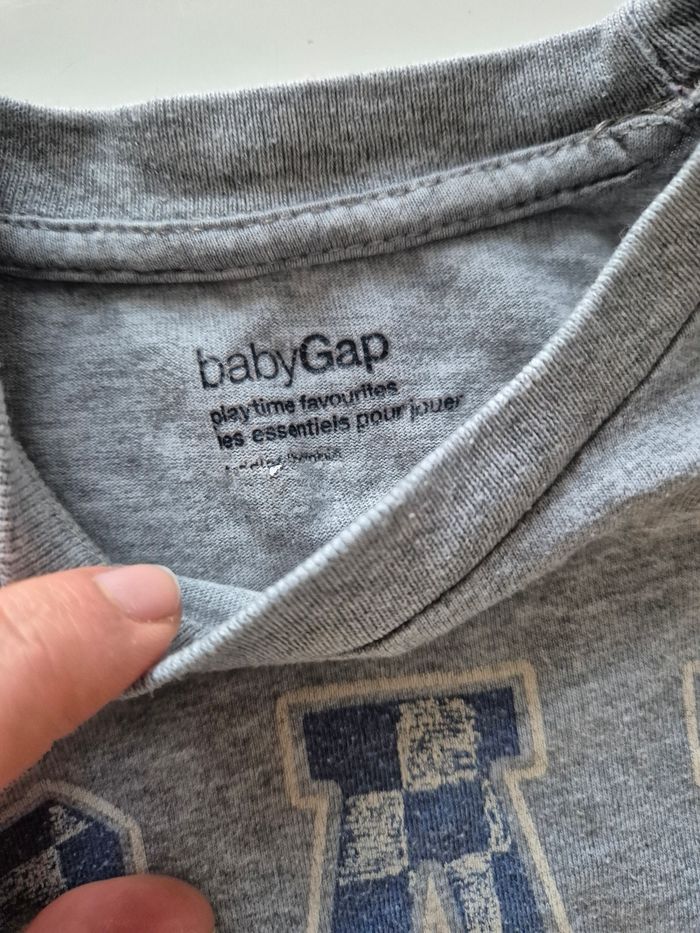 babyGap
playtime favourites
les essentiels pour jouer
A